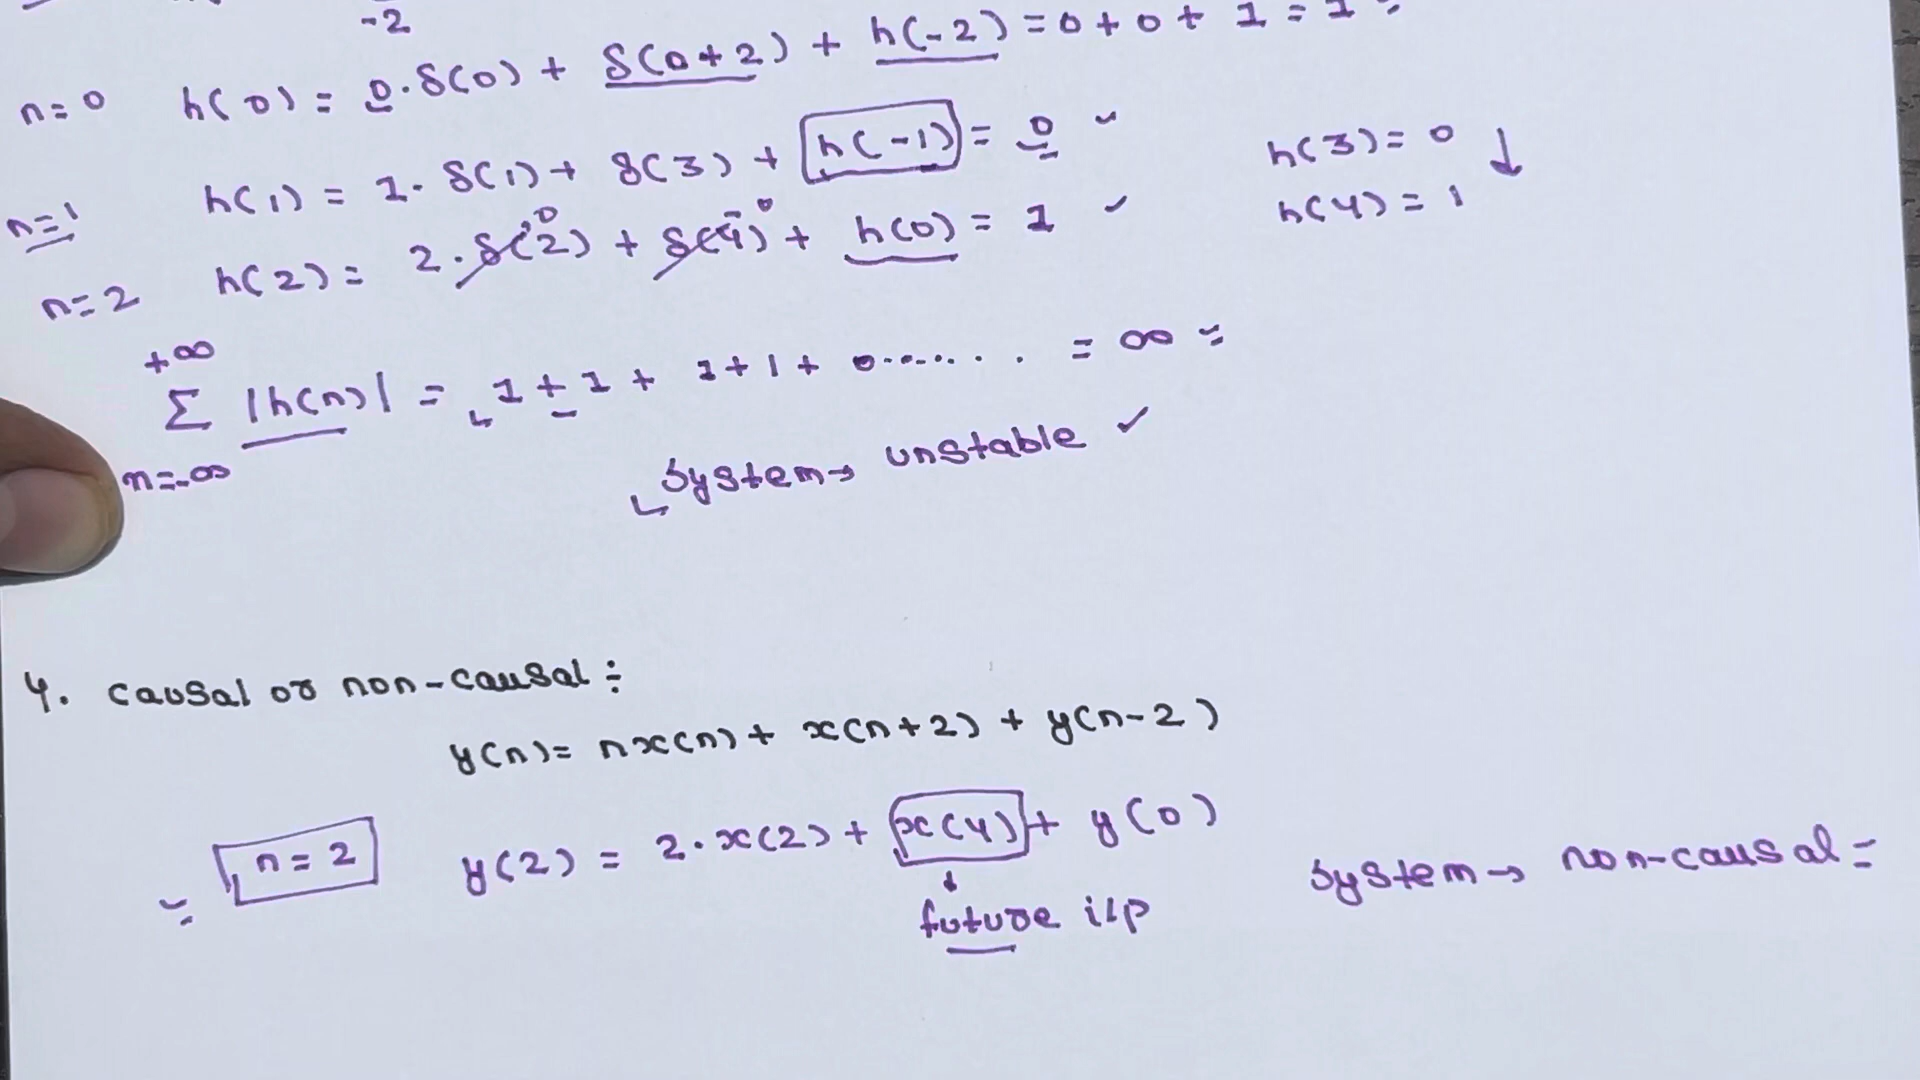 -2
n=0 h(0) = 0.δ(0) + δ(0+2) + h(-2) = 0+0+ 1 = 1
n=1 h(1) = 1. δ(1)+ δ(3) + h(-1) = 0
n=2 h(2) = 2.δ(2) 0 + δ(4) 0 + h(0) = 1
h(3)= 0 ↓
h(4) = 1
+∞
Σ |h(n)| = 1+1+ 1+1+ 0....... = ∞
n=-∞
System→ unstable ✓
4. causal or non-causal ÷
y(n)= nx(n)+ x(n+2) + y(n-2)
n=2 y(2) = 2.x(2)+ x(4)+ y(0)
↓
future i/p
System→ non-causal =